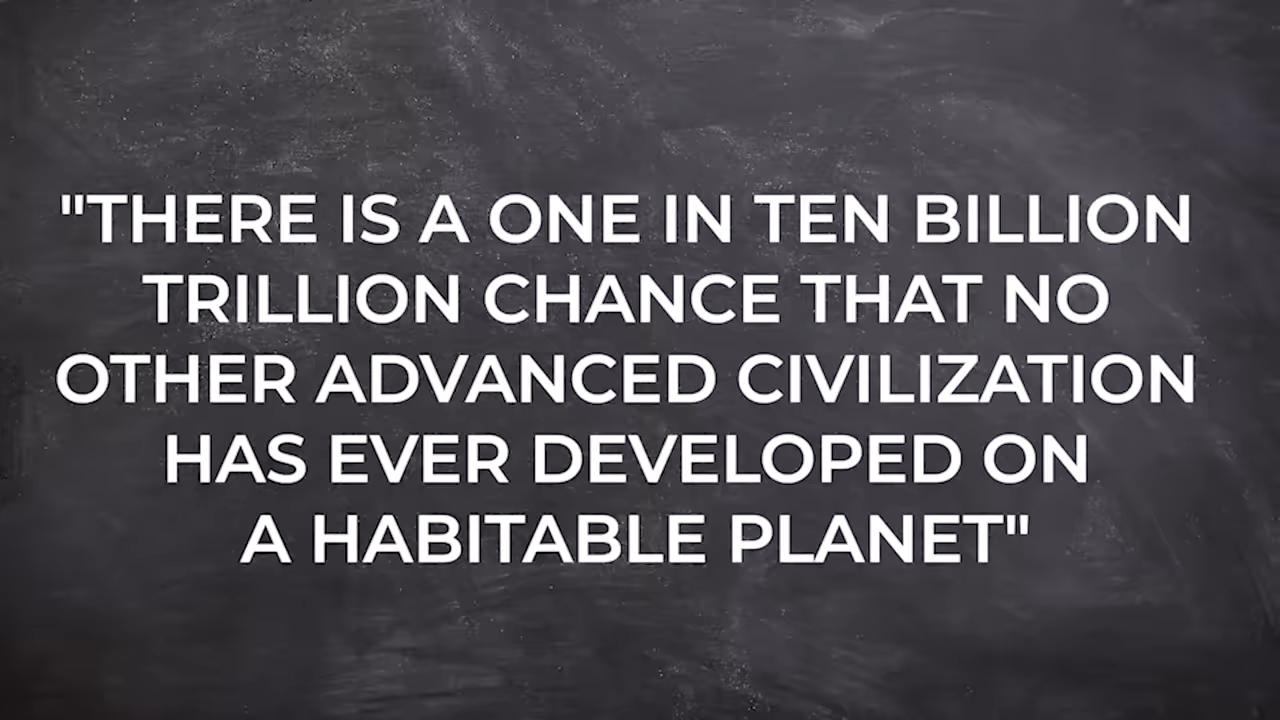 "THERE IS A ONE IN TEN BILLION
TRILLION CHANCE THAT NO
OTHER ADVANCED CIVILIZATION
HAS EVER DEVELOPED ON
A HABITABLE PLANET"